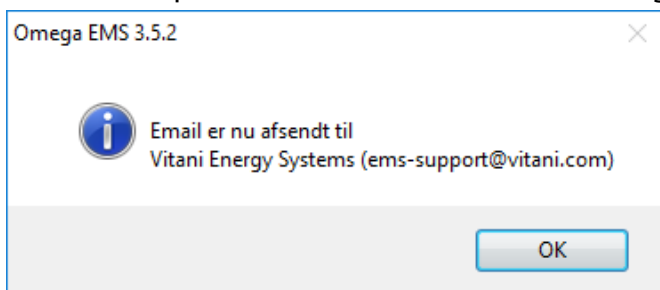 Omega EMS 3.5.2
Email er nu afsendt til
Vitani Energy Systems (ems-support@vitani.com)
OK